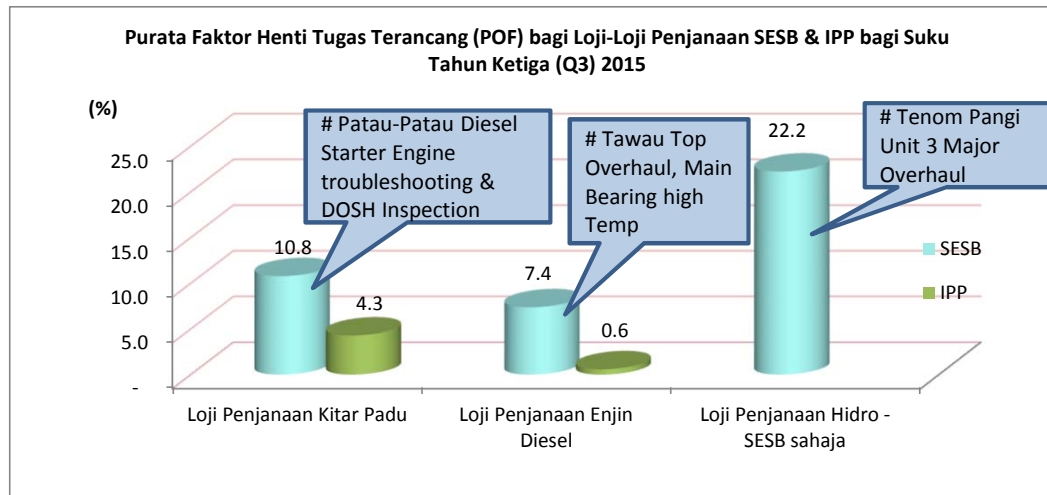 Purata Faktor Henti Tugas Terancang (POF) bagi Loji-Loji Penjanaan SESB & IPP bagi Suku
Tahun Ketiga (Q3) 2015
(%)
25.0
20.0
15.0
10.0
5.0
-
# Patau-Patau Diesel
Starter Engine
troubleshooting &
DOSH Inspection
# Tawau Top
Overhaul, Main
Bearing high
Temp
# Tenom Pangi
Unit 3 Major
Overhaul
10.8
4.3
7.4
0.6
22.2
SESB
IPP
Loji Penjanaan Kitar Padu
Loji Penjanaan Enjin
Diesel
Loji Penjanaan Hidro -
SESB sahaja